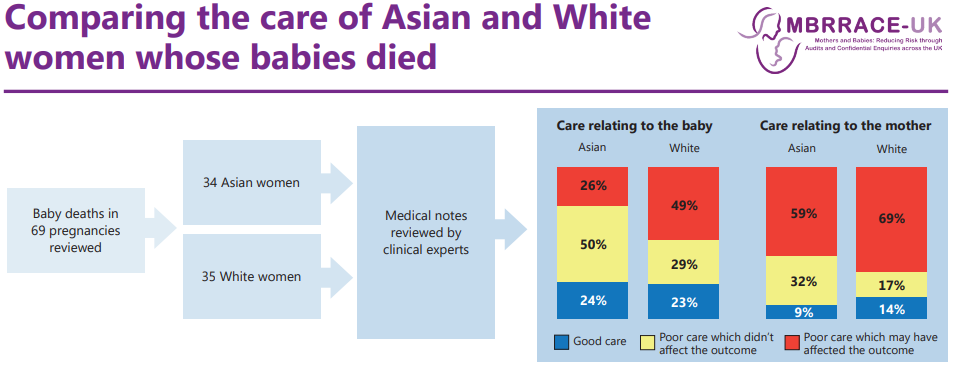 Comparing the care of Asian and White
women whose babies died
MBRRACE-UK
Mothers and Babies: Reducing Risk through
Audits and Confidential Enquiries across the UK
Baby deaths in
69 pregnancies
reviewed
34 Asian women
35 White women
Medical notes
reviewed by
clinical experts
Care relating to the baby
Asian
White
26%
50%
24%
49%
29%
23%
Care relating to the mother
Asian
White
59%
32%
9%
69%
17%
14%
Good care
Poor care which didn't
affect the outcome
Poor care which may have
affected the outcome